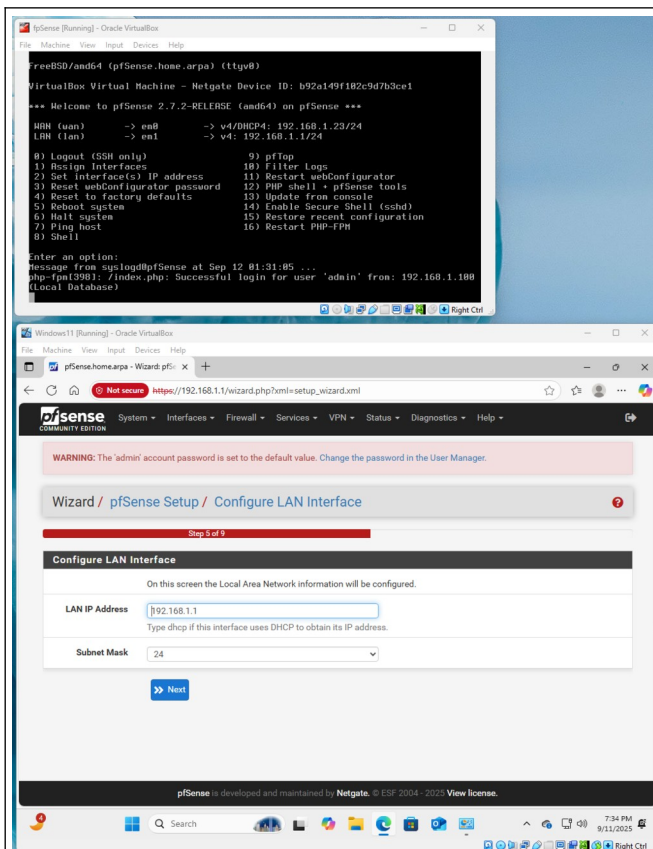 fpSense [Running] - Oracle VirtualBox
File Machine View Input Devices Help
FreeBSD/amd64 (pfSense.home.arpa) (ttyv0)
VirtualBox Virtual Machine - Netgate Device ID: b92a149f102c9d7b3ce1
*** Welcome to pfSense 2.7.2-RELEASE (amd64) on pfSense ***
WAN (wan) -> em0 -> v4/DHCP4: 192.168.1.23/24
LAN (lan) -> em1 -> v4: 192.168.1.1/24
0) Logout (SSH only) 9) pfTop
1) Assign Interfaces 10) Filter Logs
2) Set interface(s) IP address 11) Restart webConfigurator
3) Reset webConfigurator password 12) PHP shell + pfSense tools
4) Reset to factory defaults 13) Update from console
5) Reboot system 14) Enable Secure Shell (sshd)
6) Halt system 15) Restore recent configuration
7) Ping host 16) Restart PHP-FPM
8) Shell
Enter an option:
Message from syslogd@pfSense at Sep 12 01:31:05 ...
php-fpm[398]: /index.php: Successful login for user 'admin' from: 192.168.1.100
(Local Database)
Right Ctrl
Windows11 [Running] - Oracle VirtualBox
File Machine View Input Devices Help
pfSense.home.arpa - Wizard: pfSe
Not secure https://192.168.1.1/wizard.php?xml=setup_wizard.xml
pfsense COMMUNITY EDITION System Interfaces Firewall Services VPN Status Diagnostics Help
WARNING: The 'admin' account password is set to the default value. Change the password in the User Manager.
Wizard / pfSense Setup / Configure LAN Interface
Step 5 of 9
Configure LAN Interface
On this screen the Local Area Network information will be configured.
LAN IP Address 192.168.1.1
Type dhcp if this interface uses DHCP to obtain its IP address.
Subnet Mask 24
Next
pfSense is developed and maintained by Netgate. © ESF 2004 - 2025 View license.
4 Search 7:34 PM
9/11/2025
Right Ctrl